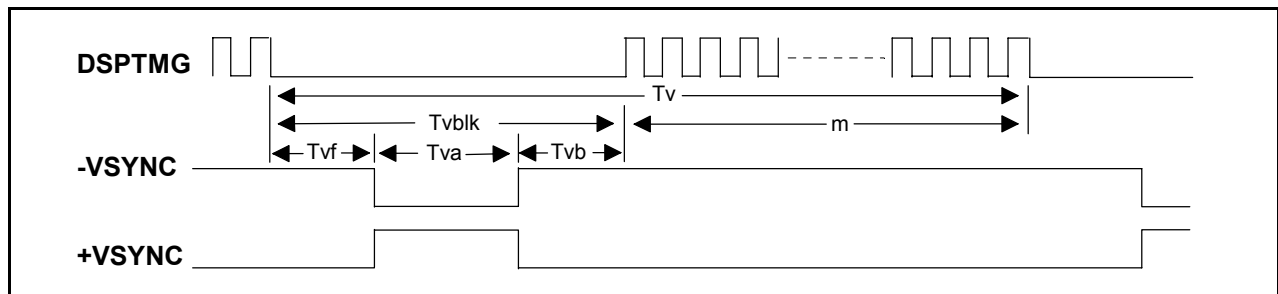 DSPTMG
Tv
Tvblk
m
Tvf
Tva
Tvb
-VSYNC
+VSYNC